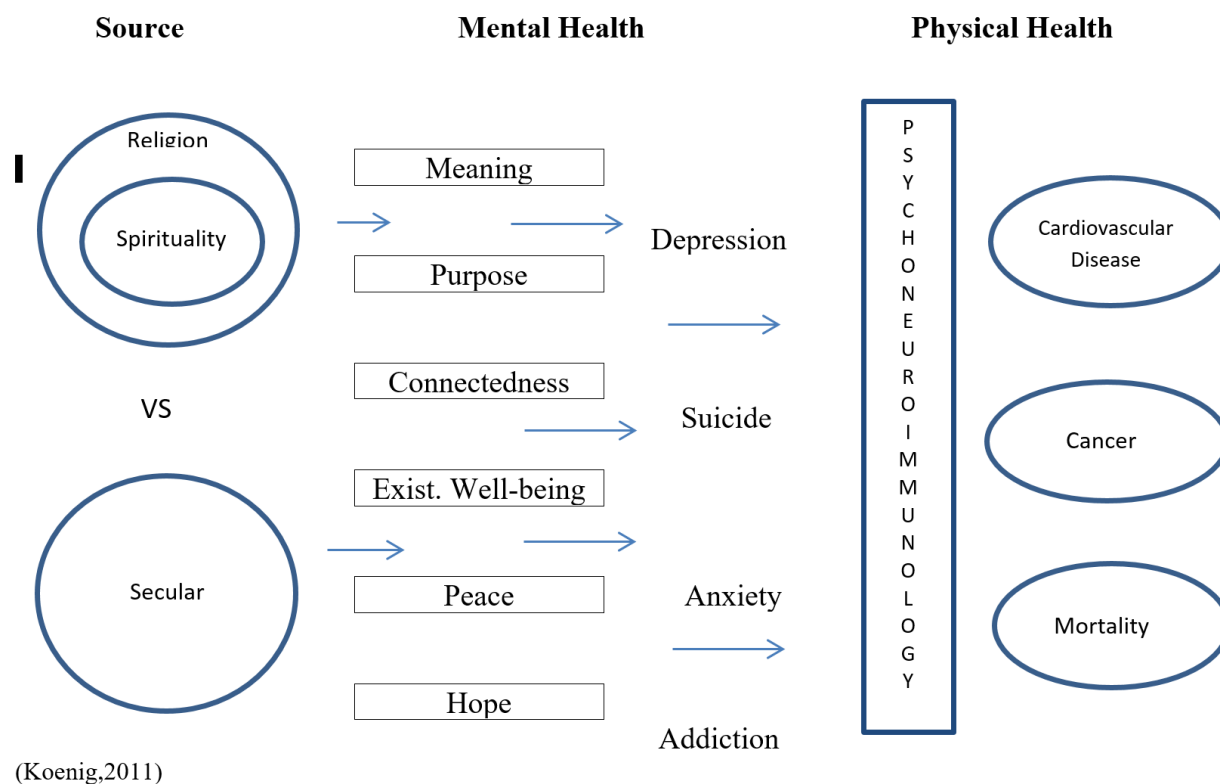 Source
Mental Health
Physical Health
Religion
Spirituality
VS
Secular
Meaning
Purpose
Connectedness
Exist. Well-being
Peace
Hope
Depression
Suicide
Anxiety
Addiction
PSYCHONEUROIMMUNOLOGY
Cardiovascular
Disease
Cancer
Mortality
(Koenig,2011)